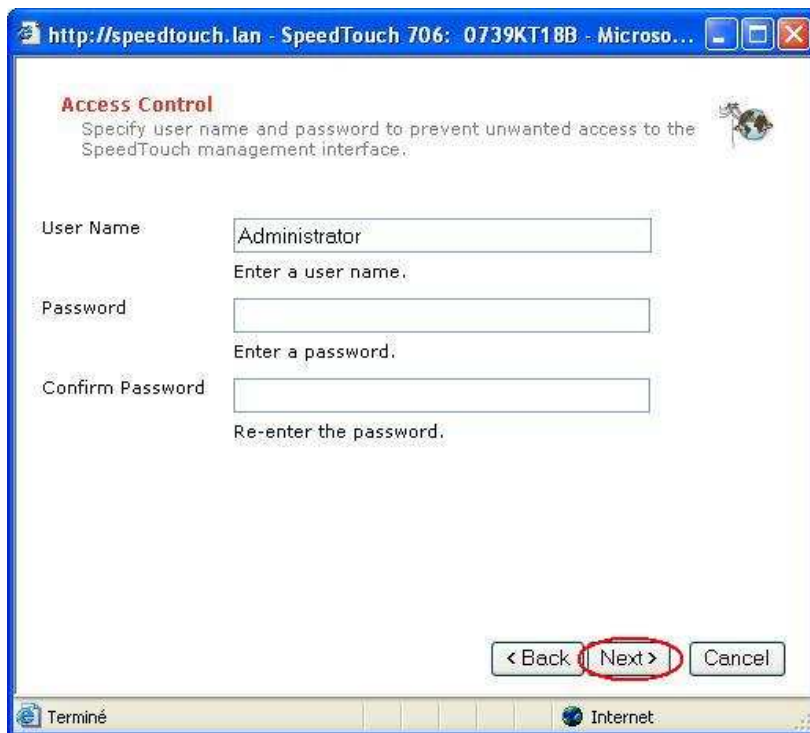 http://speedtouch.lan - SpeedTouch 706: 0739KT18B - Microso...
Access Control
Specify user name and password to prevent unwanted access to the
SpeedTouch management interface.
User Name
Administrator
Enter a user name.
Password
Enter a password.
Confirm Password
Re-enter the password.
< Back
Next >
Cancel
Terminé
Internet